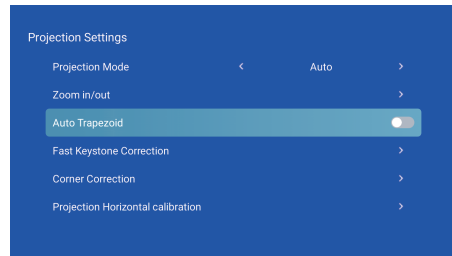 Projection Settings
Projection Mode < Auto >
Zoom in/out >
Auto Trapezoid
Fast Keystone Correction >
Corner Correction >
Projection Horizontal calibration >